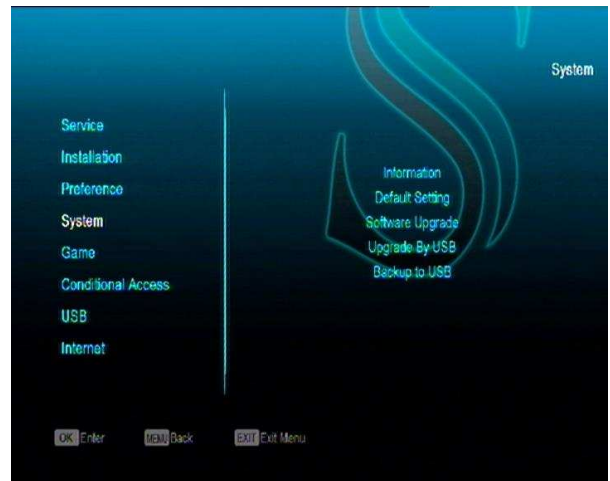 System
Service
Installation
Preference
System
Game
Conditional Access
USB
Internet
Information
Default Setting
Software Upgrade
Upgrade By USB
Backup to USB
OK Enter MENU Back EXIT Exit Menu